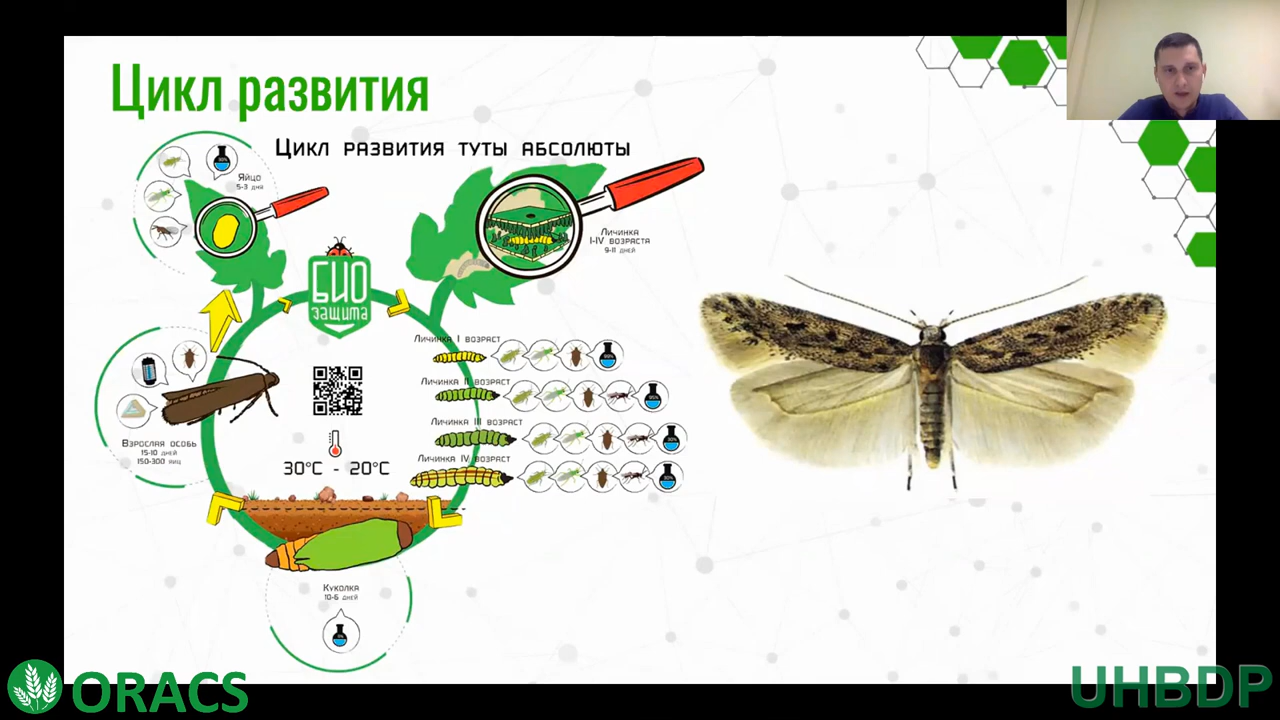 Цикл развития
Цикл развития туты абсолюты
Яйцо
5-3 дня
Личинка
I-IV возраста
9-11 дней
БИО
защита
Личинка I возраст
Личинка II возраст
Личинка III возраст
Личинка IV возраст
Взрослая особь
15-10 дней
150-300 яиц
30°C - 20°C
Куколка
10-6 дней
ORACS
UHBDP